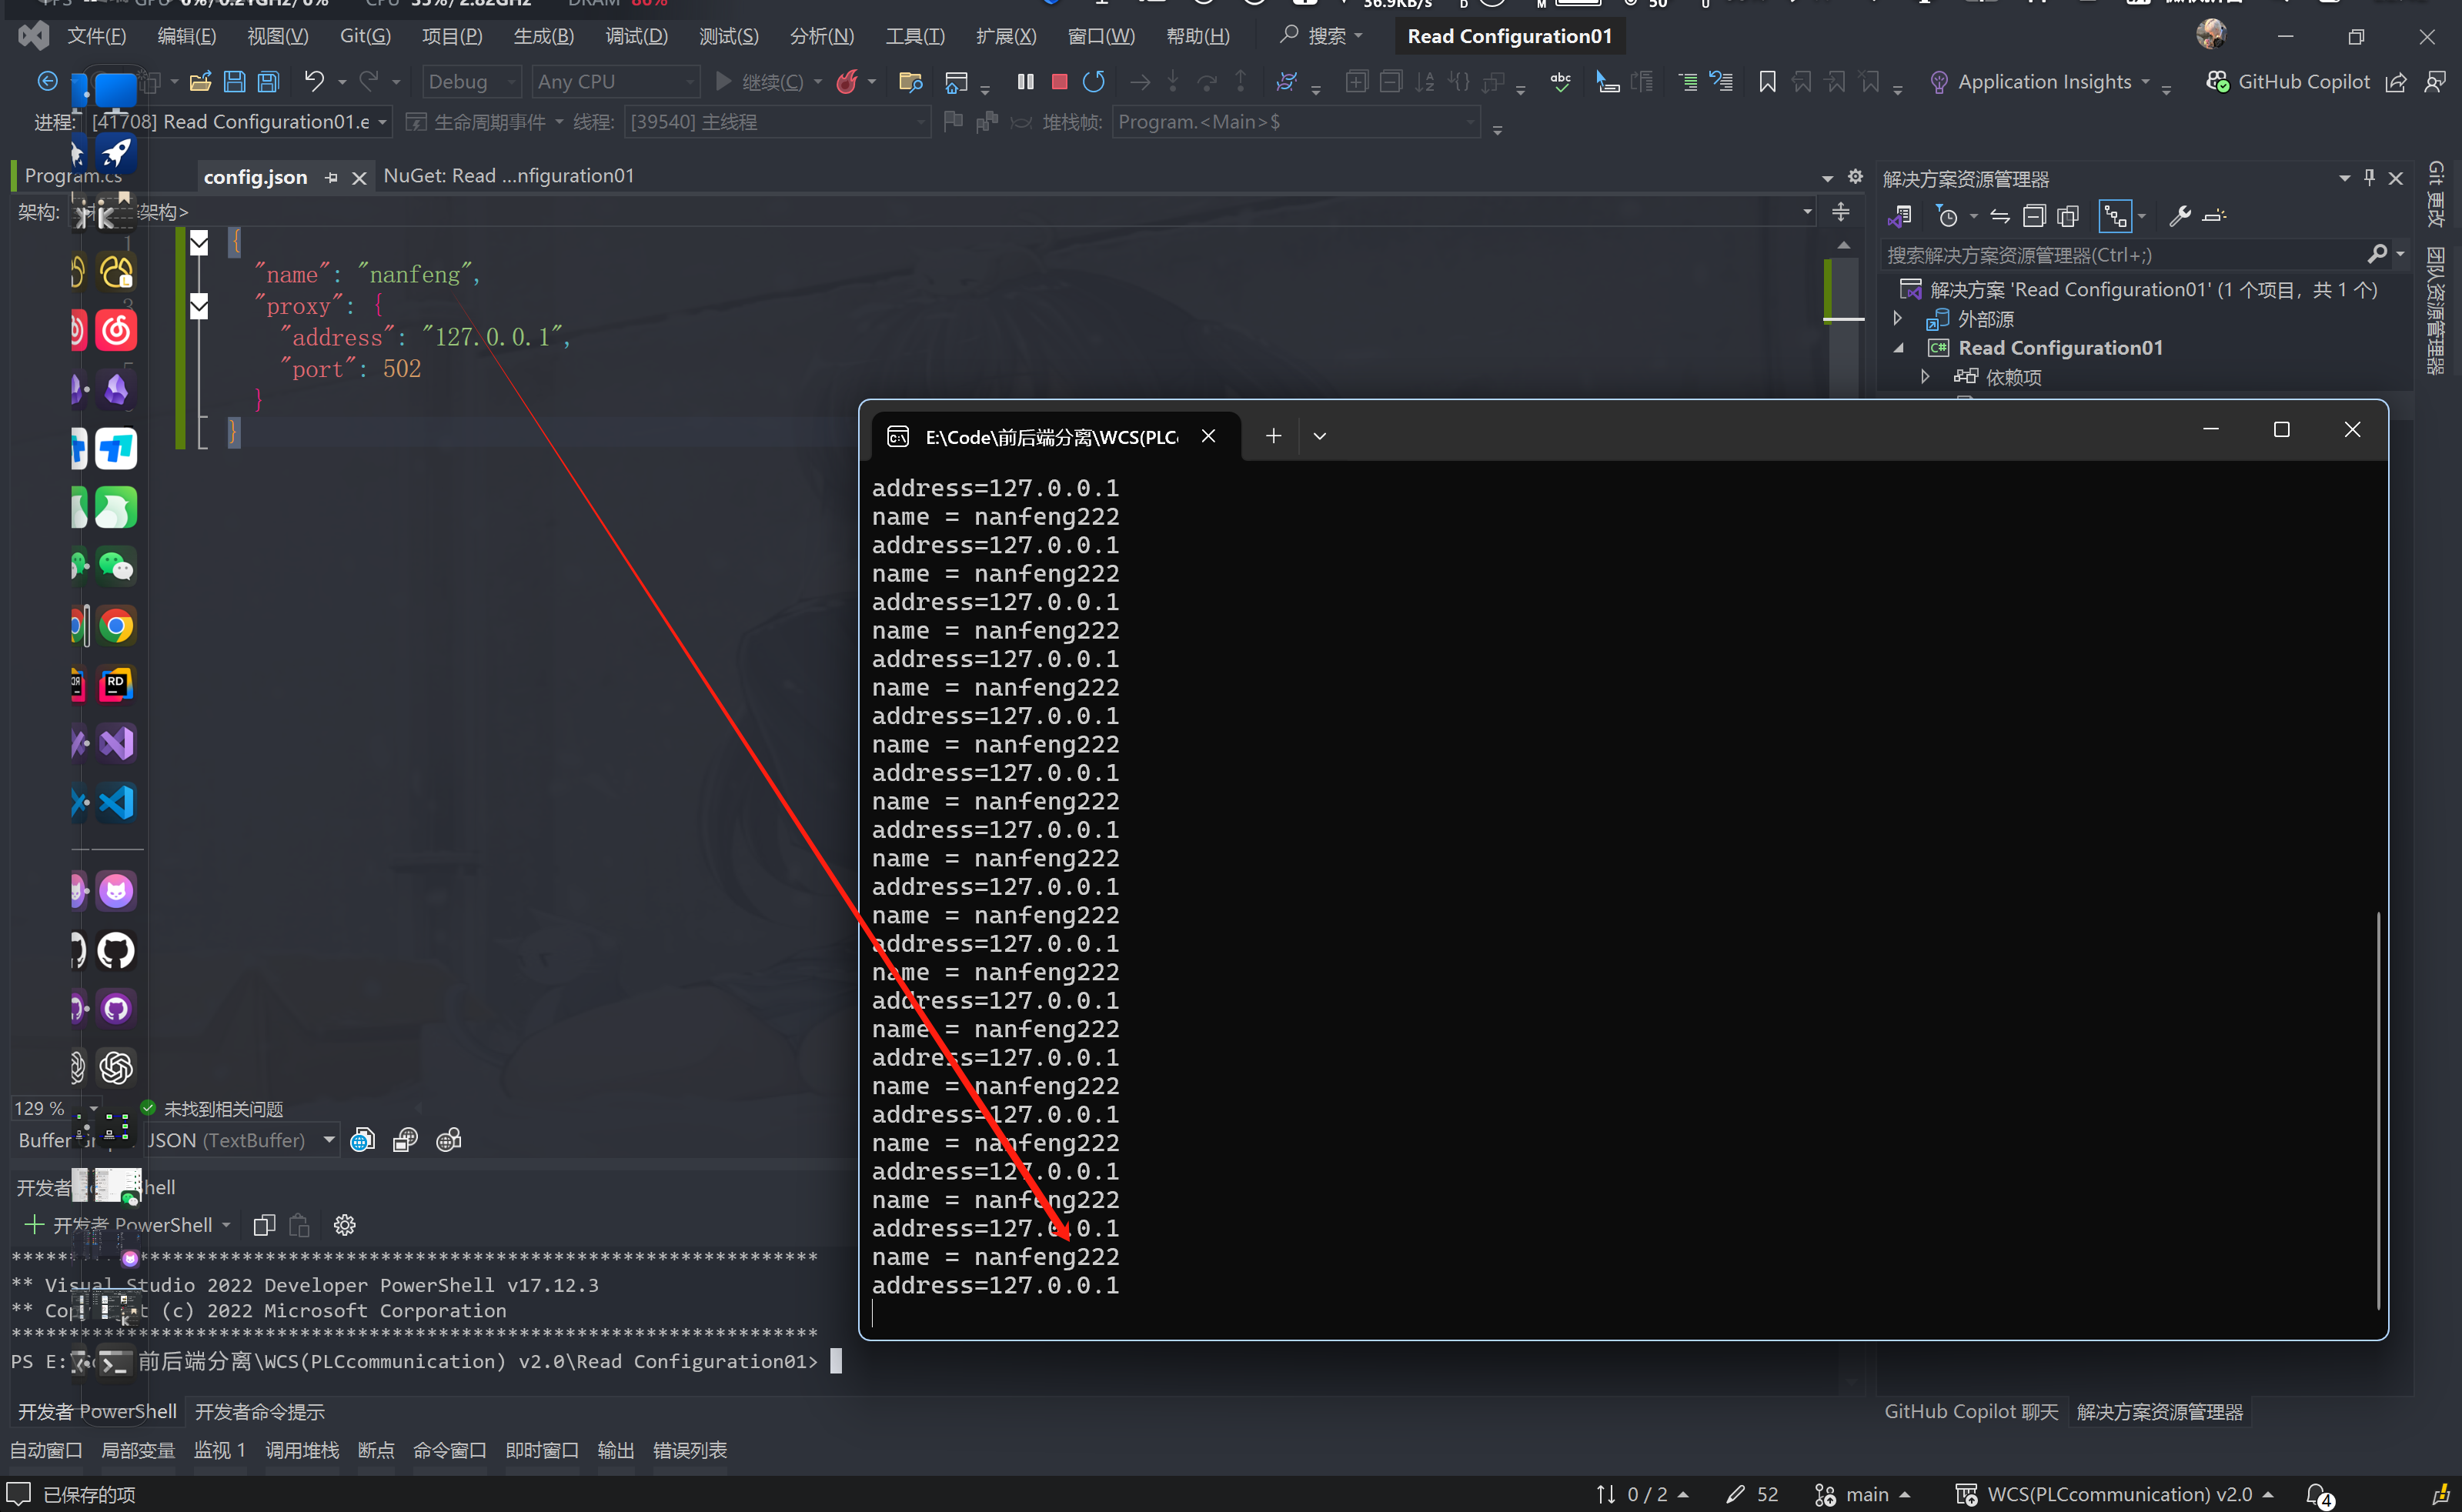 36.9KB/s
50
文件(F) 编辑(E) 视图(V) Git(G) 项目(P) 生成(B) 调试(D) 测试(S) 分析(N) 工具(T) 扩展(X) 窗口(W) 帮助(H) 搜索 Read Configuration01
Debug Any CPU 继续(C) Application Insights GitHub Copilot
进程: [41708] Read Configuration01.e 生命周期事件 线程: [39540] 主线程 堆栈帧: Program.<Main>$
Program.cs config.json NuGet: Read ...nfiguration01
架构: 架构>
{
"name": "nanfeng",
"proxy": {
"address": "127.0.0.1",
"port": 502
}
}
解决方案资源管理器
搜索解决方案资源管理器(Ctrl+;)
解决方案 'Read Configuration01' (1 个项目，共 1 个)
外部源
C# Read Configuration01
依赖项
Git 更改
团队资源管理器
E:\Code\前后端分离\WCS(PLC
address=127.0.0.1
name = nanfeng222
address=127.0.0.1
name = nanfeng222
address=127.0.0.1
name = nanfeng222
address=127.0.0.1
name = nanfeng222
address=127.0.0.1
name = nanfeng222
address=127.0.0.1
name = nanfeng222
address=127.0.0.1
name = nanfeng222
address=127.0.0.1
name = nanfeng222
address=127.0.0.1
name = nanfeng222
address=127.0.0.1
name = nanfeng222
address=127.0.0.1
name = nanfeng222
address=127.0.0.1
name = nanfeng222
address=127.0.0.1
name = nanfeng222
address=127.0.0.1
name = nanfeng222
address=127.0.0.1
RD
129 % 未找到相关问题
Buffer JSON (TextBuffer)
开发者 hell
开发者 PowerShell
**********************************************************************
** Visual Studio 2022 Developer PowerShell v17.12.3
** (c) 2022 Microsoft Corporation
**********************************************************************
PS E:\ 前后端分离\WCS(PLCcommunication) v2.0\Read Configuration01>
开发者 PowerShell 开发者命令提示
GitHub Copilot 聊天 解决方案资源管理器
自动窗口 局部变量 监视 1 调用堆栈 断点 命令窗口 即时窗口 输出 错误列表
已保存的项 0 / 2 52 main WCS(PLCcommunication) v2.0 4